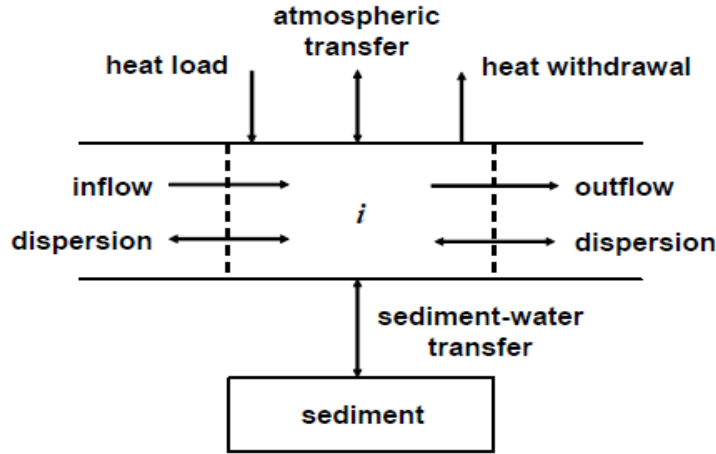 atmospheric
transfer
heat load
heat withdrawal
inflow
i
outflow
dispersion
dispersion
sediment-water
transfer
sediment